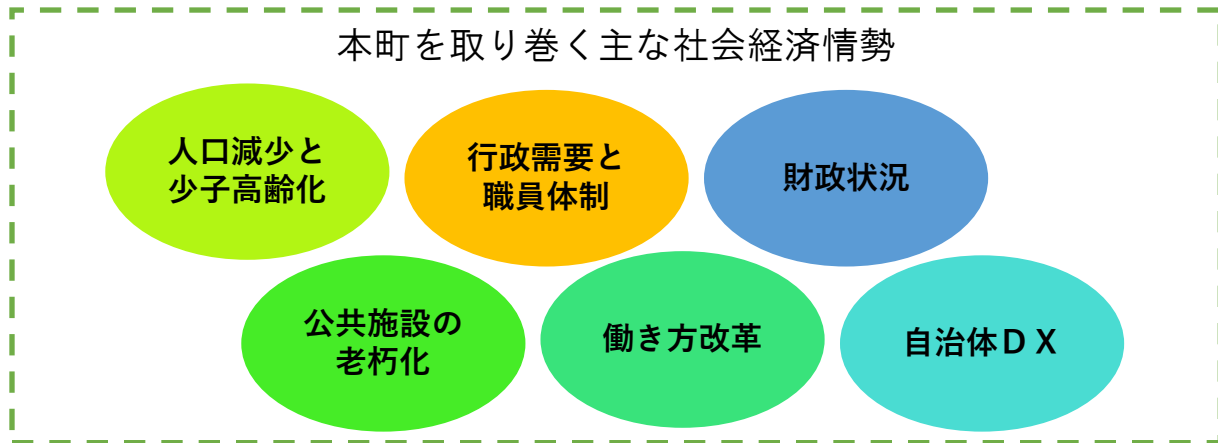 本町を取り巻く主な社会経済情勢
人口減少と
少子高齢化
行政需要と
職員体制
財政状況
公共施設の
老朽化
働き方改革
自治体ＤＸ